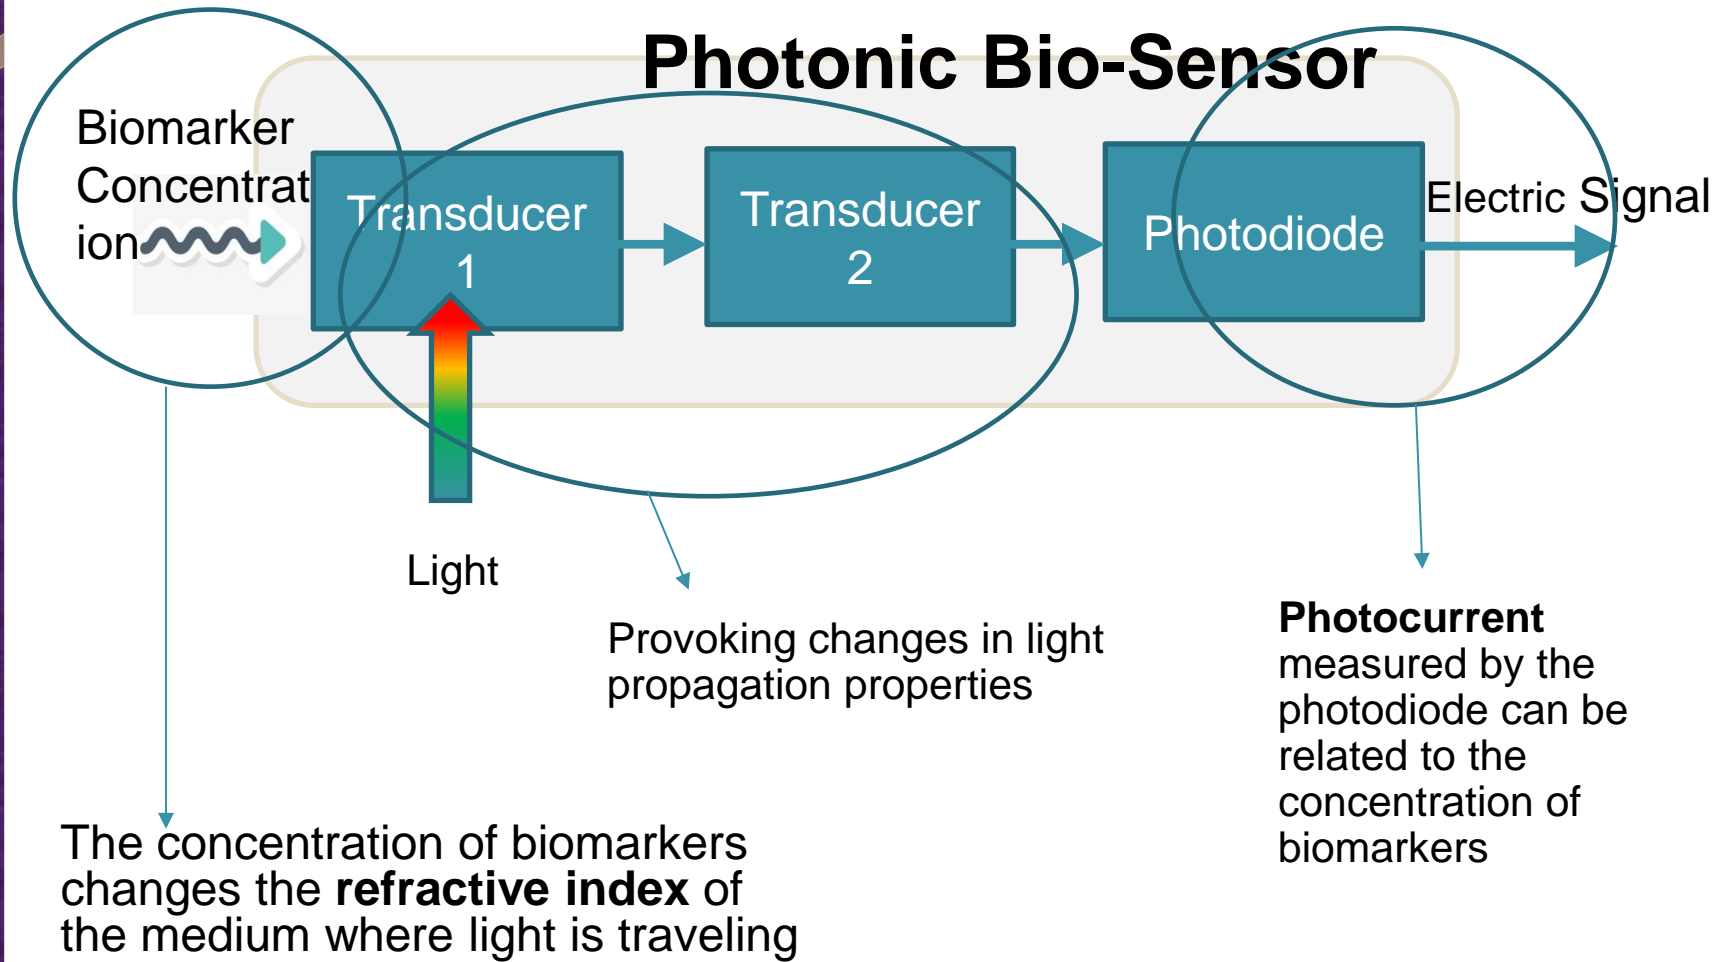 Photonic Bio-Sensor
Biomarker
Concentrat
ion
Transducer
1
Transducer
2
Photodiode
Electric Signal
Light
Provoking changes in light
propagation properties
Photocurrent
measured by the
photodiode can be
related to the
concentration of
biomarkers
The concentration of biomarkers
changes the refractive index of
the medium where light is traveling